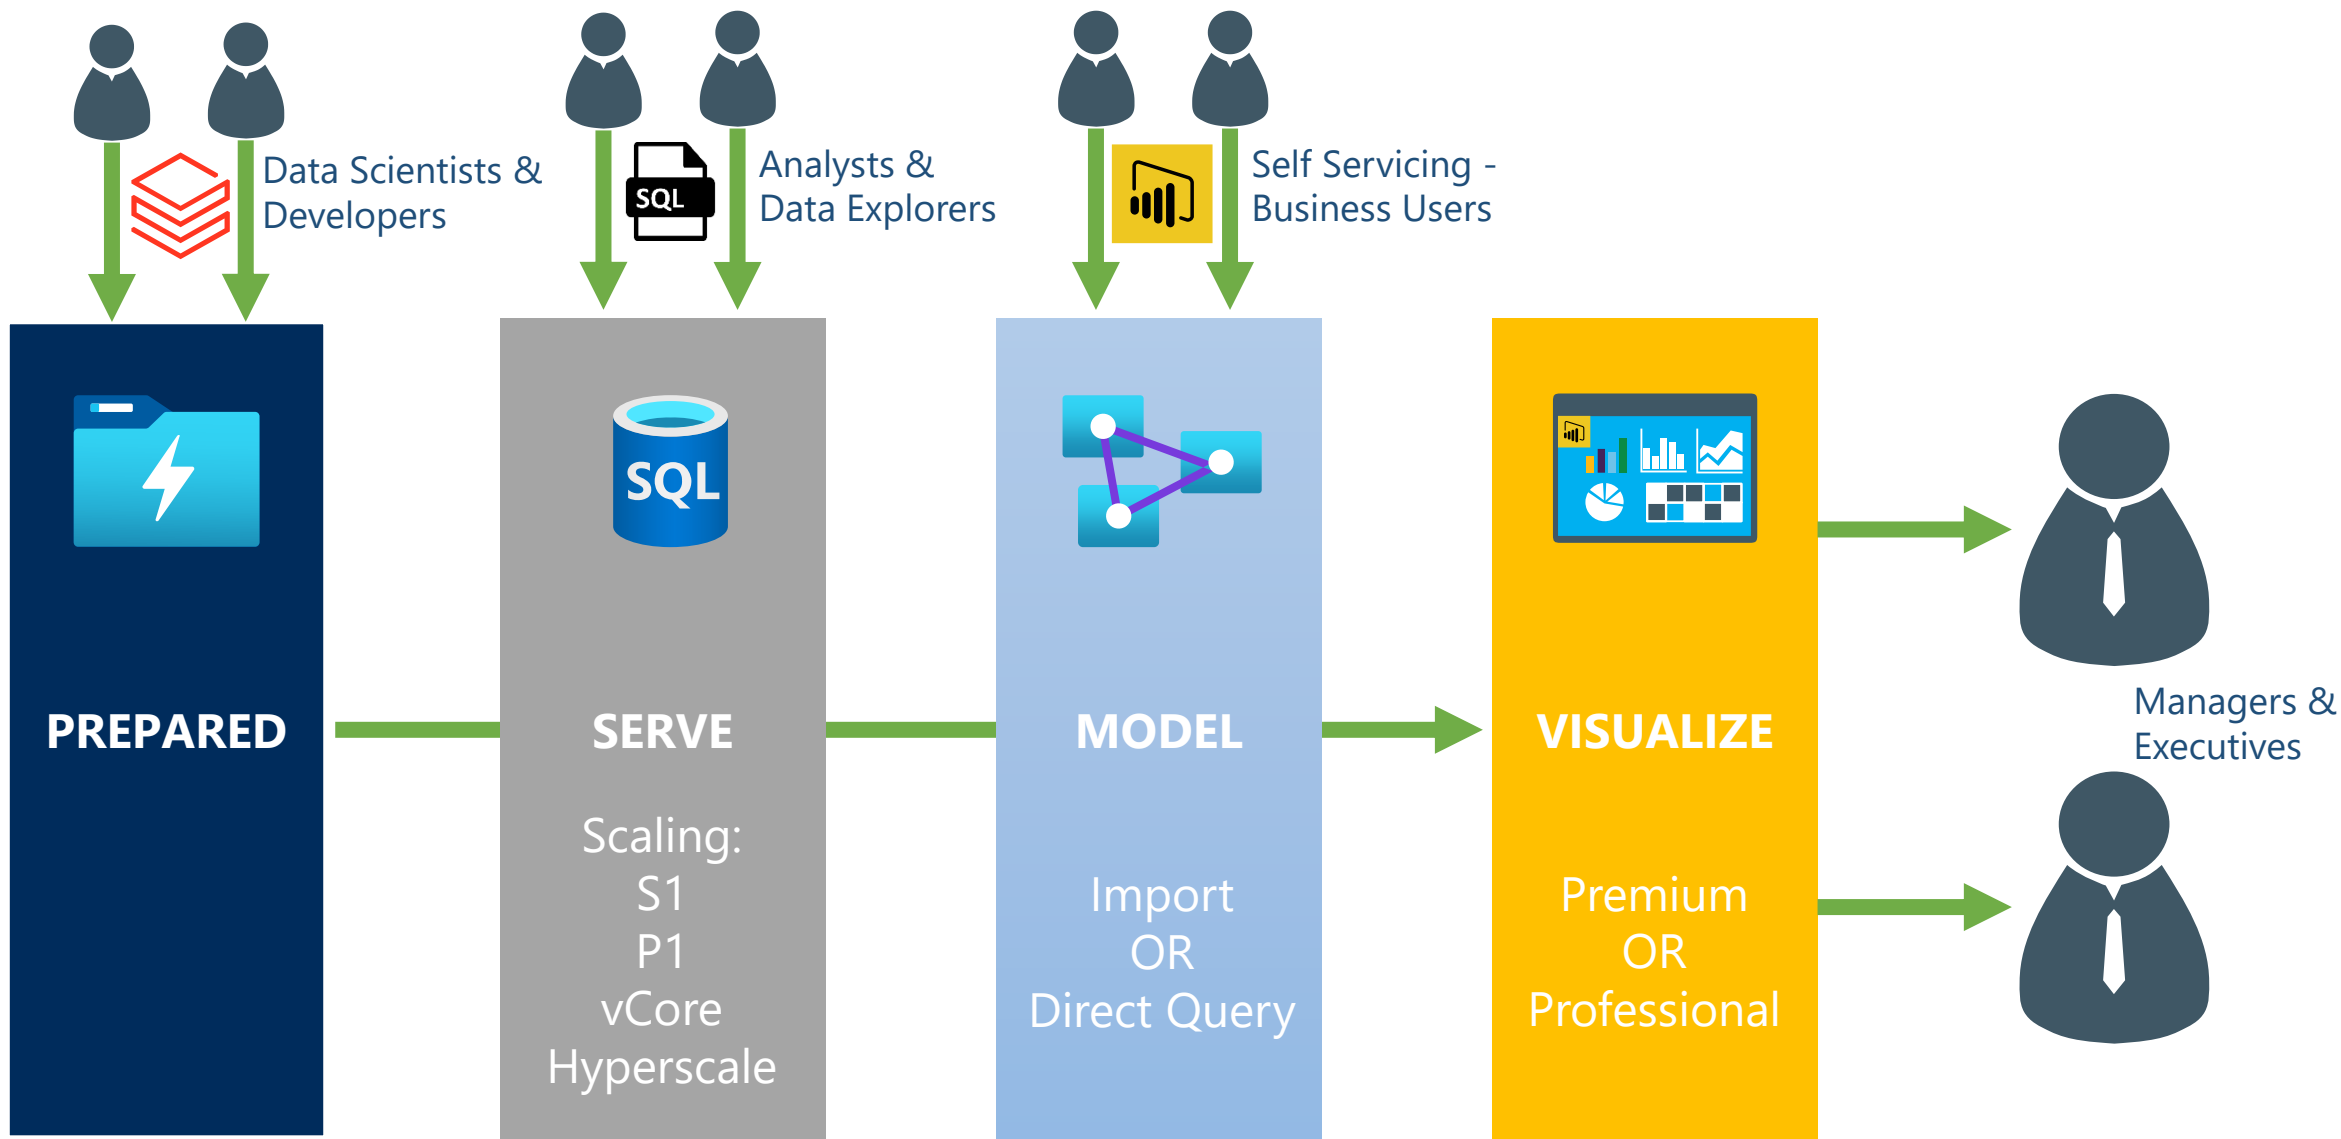 Data Scientists &
Developers
SQL
Analysts &
Data Explorers
Self Servicing -
Business Users
SQL
PREPARED
SERVE
Scaling:
S1
P1
vCore
Hyperscale
MODEL
Import
OR
Direct Query
VISUALIZE
Premium
OR
Professional
Managers &
Executives